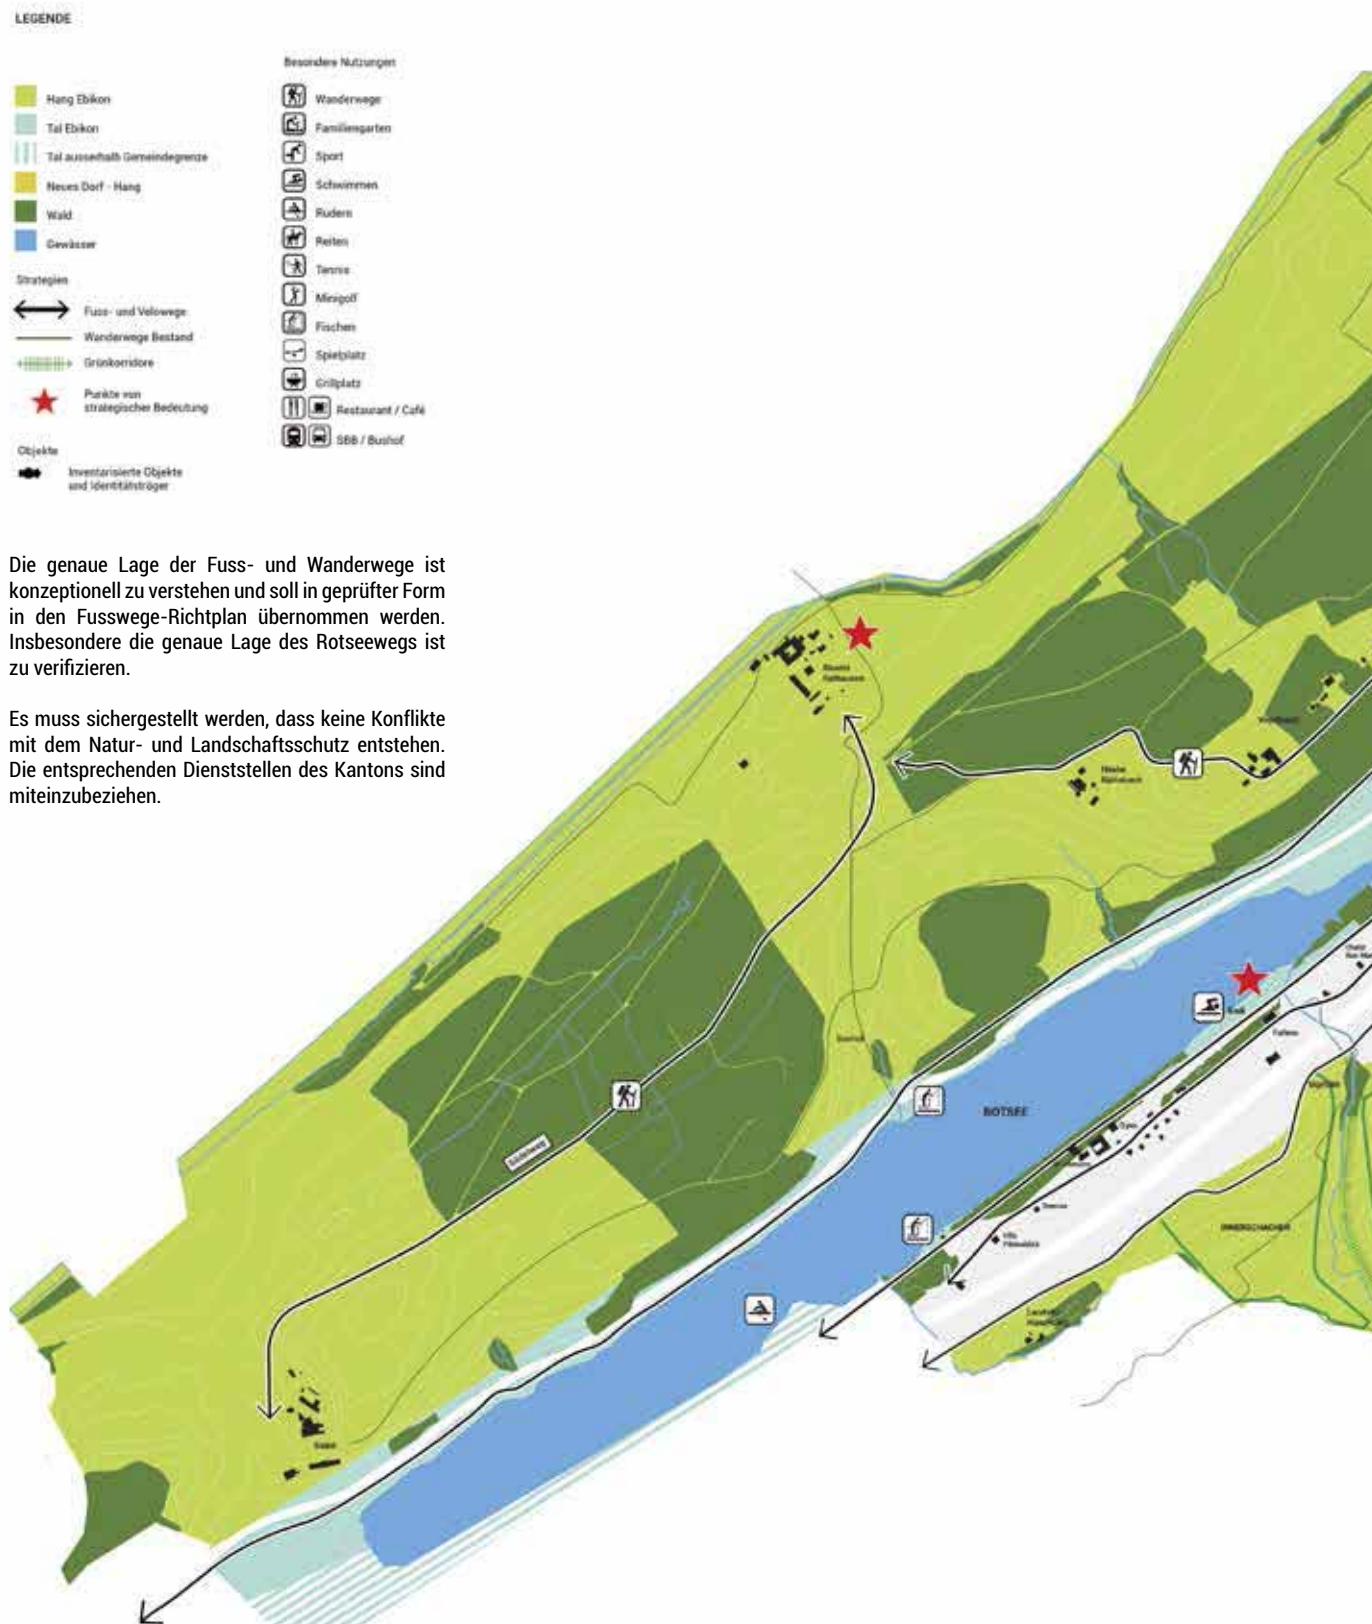 LEGENDE
Hang Ebikon
Tal Ebikon
Tal ausserhalb Gemeindegrenze
Neues Dorf - Hang
Wald
Gewässer
Strategien
Fuss- und Velowege
Wanderwege Bestand
Grünkorridore
Punkte von
strategischer Bedeutung
Objekte
Inventarisierte Objekte
und Identitätsträger
Besondere Nutzungen
Wanderwege
Familiengarten
Sport
Schwimmen
Rudern
Reiten
Tennis
Minigolf
Fischen
Spielplatz
Grillplatz
Restaurant / Café
SBB / Bushof
Die genaue Lage der Fuss- und Wanderwege ist
konzeptionell zu verstehen und soll in geprüfter Form
in den Fusswege-Richtplan übernommen werden.
Insbesondere die genaue Lage des Rotseewegs ist
zu verifizieren.
Es muss sichergestellt werden, dass keine Konflikte
mit dem Natur- und Landschaftsschutz entstehen.
Die entsprechenden Dienststellen des Kantons sind
miteinzubeziehen.
ROTSEE
INNERSCHACHEN